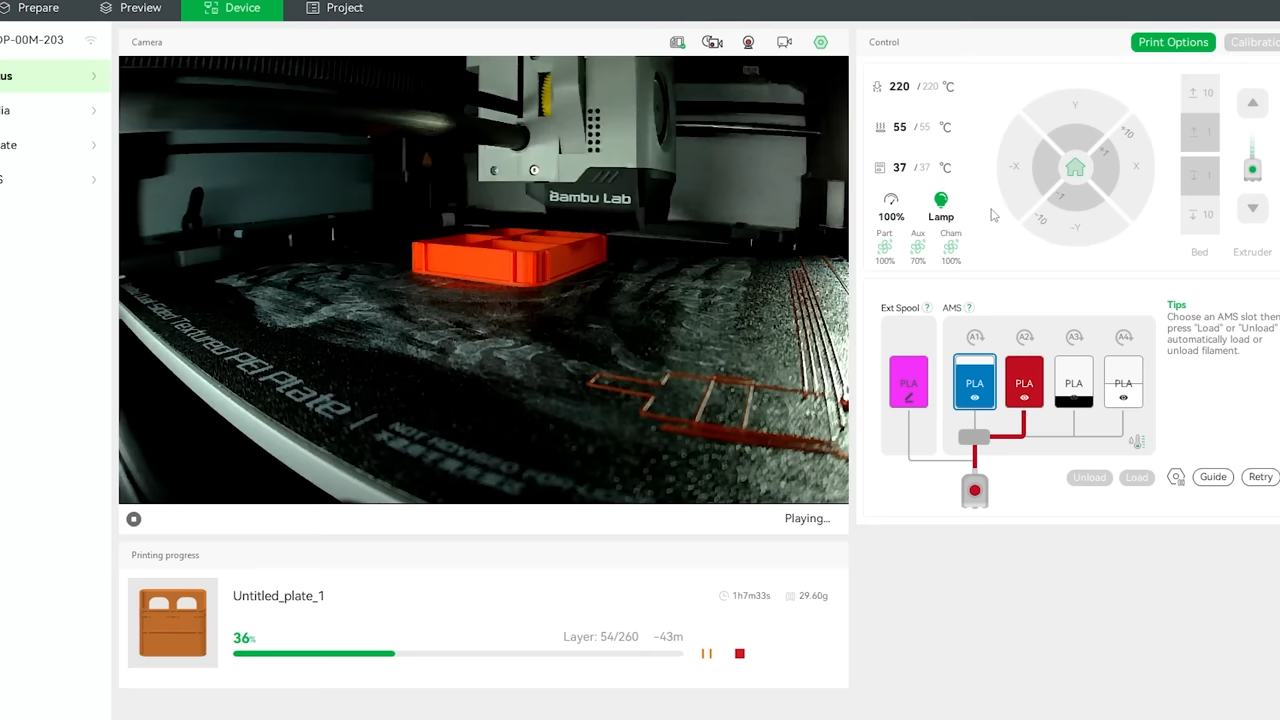 Prepare
Preview
Device
Project
OP-00M-203
Camera
Control
Print Options
Calibratio
us
ia
ate
s
220 / 220 °C
55 / 55 °C
37 / 37 °C
100%
Lamp
Part
Aux
Cham
100%
70%
100%
Y
+10
+1
-X
X
-1
-10
-Y
10
1
1
10
Bed
Extruder
Bambu Lab
Textured PEI Plate
Playing...
Ext Spool ?
AMS ?
A1
A2
A3
A4
PLA
PLA
PLA
PLA
PLA
Tips
Choose an AMS slot then
press "Load" or "Unload"
automatically load or
unload filament.
Unload
Load
Guide
Retry
Printing progress
Untitled_plate_1
1h7m33s
29.60g
36%
Layer: 54/260
-43m